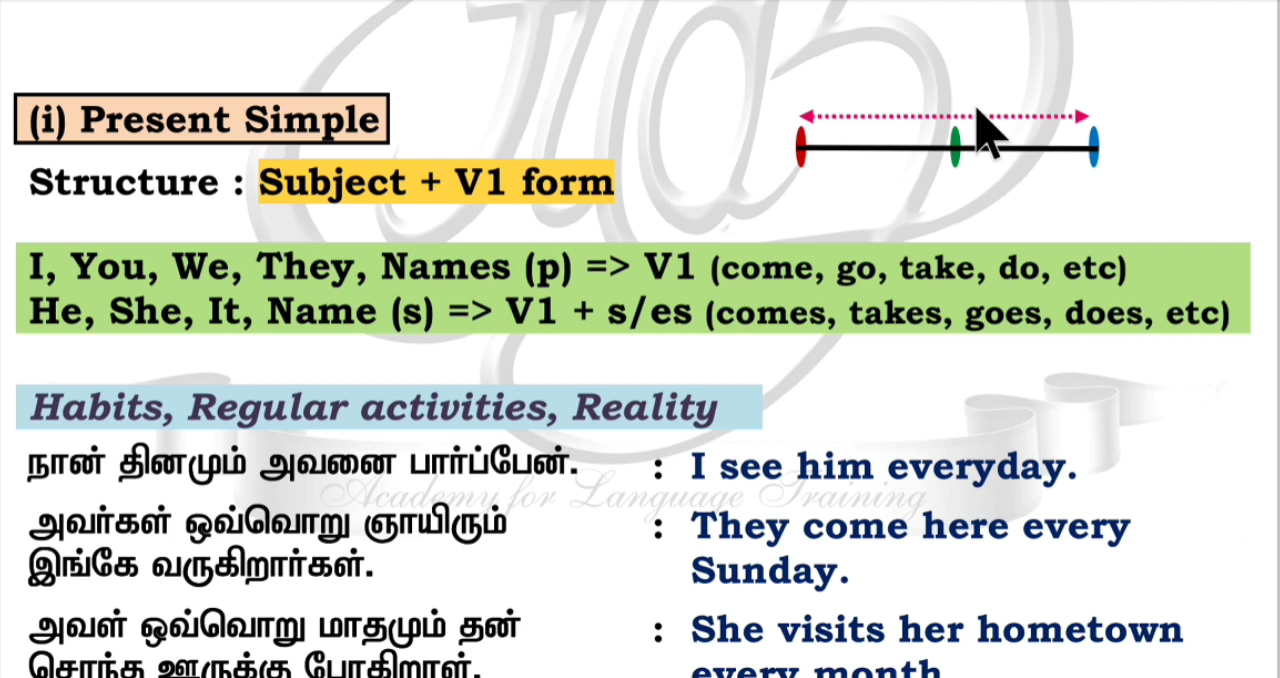 (i) Present Simple
Structure : Subject + V1 form
I, You, We, They, Names (p) => V1 (come, go, take, do, etc)
He, She, It, Name (s) => V1 + s/es (comes, takes, goes, does, etc)
Habits, Regular activities, Reality
நான் தினமும் அவனை பார்ப்பேன். : I see him everyday.
Academy for Language Training
அவர்கள் ஒவ்வொறு ஞாயிரும் : They come here every
இங்கே வருகிறார்கள். Sunday.
அவள் ஒவ்வொறு மாதமும் தன் : She visits her hometown
சொந்த ஊருக்கு போகிறாள். every month